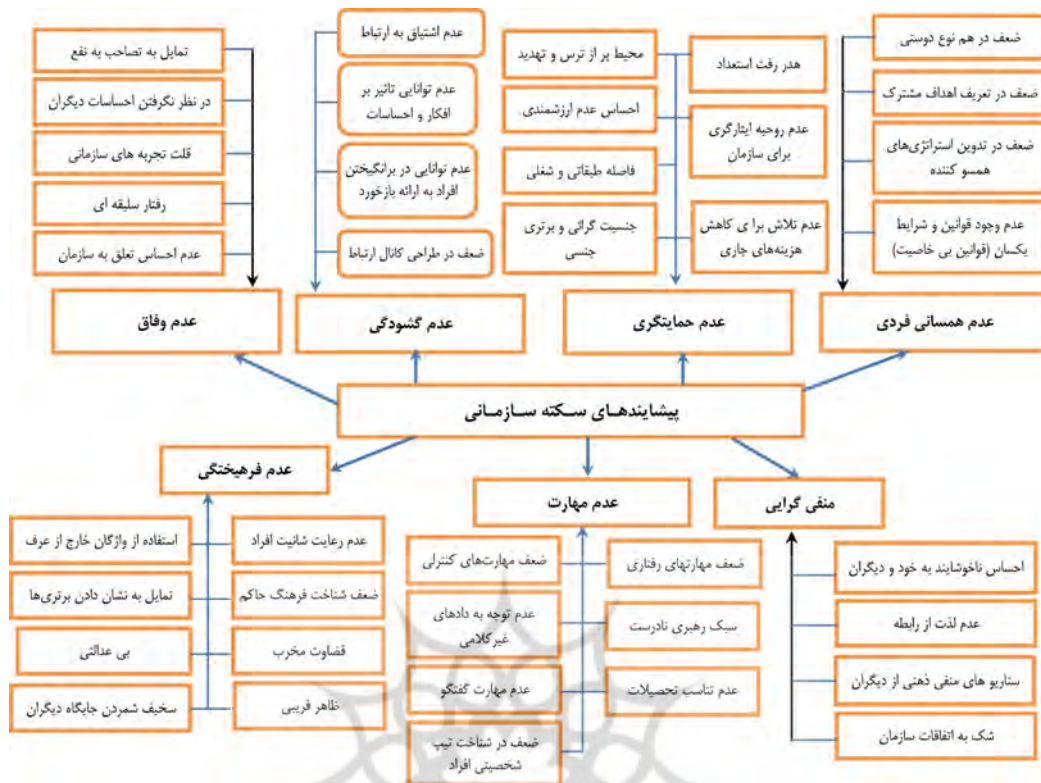 ضعف در هم نوع دوستی
ضعف در تعریف اهداف مشترک
ضعف در تدوین استراتژی‌های
همسو کننده
عدم وجود قوانین و شرایط
یکسان (قوانین بی خاصیت)
عدم همسانی فردی
هدر رفت استعداد
عدم روحیه ایثارگری
برای سازمان
عدم تلاش برا ی کاهش
هزینه‌های جاری
محیط پر از ترس و تهدید
احساس عدم ارزشمندی
فاصله طبقاتی و شغلی
جنسیت گرائی و برتری
جنسی
عدم حمایتگری
عدم اشتیاق به ارتباط
عدم توانایی تاثیر بر
افکار و احساسات
عدم توانایی در برانگیختن
افراد به ارائه بازخورد
ضعف در طراحی کانال ارتباط
عدم گشودگی
تمایل به تصاحب به نفع
در نظر نگرفتن احساسات دیگران
قلت تجربه های سازمانی
رفتار سلیقه ای
عدم احساس تعلق به سازمان
عدم وفاق
پیشایندهـای سـکته سـازمـانی
منفی گرایی
احساس ناخوشایند به خود و دیگران
عدم لذت از رابطه
سناریو های منفی ذهنی از دیگران
شک به اتفاقات سازمان
عدم مهارت
ضعف مهارتهای رفتاری
سبک رهبری نادرست
عدم تناسب تحصیلات
ضعف مهارت‌های کنترلی
عدم توجه به دادهای
غیرکلامی
عدم مهارت گفتگو
ضعف در شناخت تیپ
شخصیتی افراد
عدم فرهیختگی
عدم رعایت شانیت افراد
ضعف شناخت فرهنگ حاکم
قضاوت مخرب
ظاهر فریبی
استفاده از واژگان خارج از عرف
تمایل به نشان دادن برتری‌ها
بی عدالتی
سخیف شمردن جایگاه دیگران